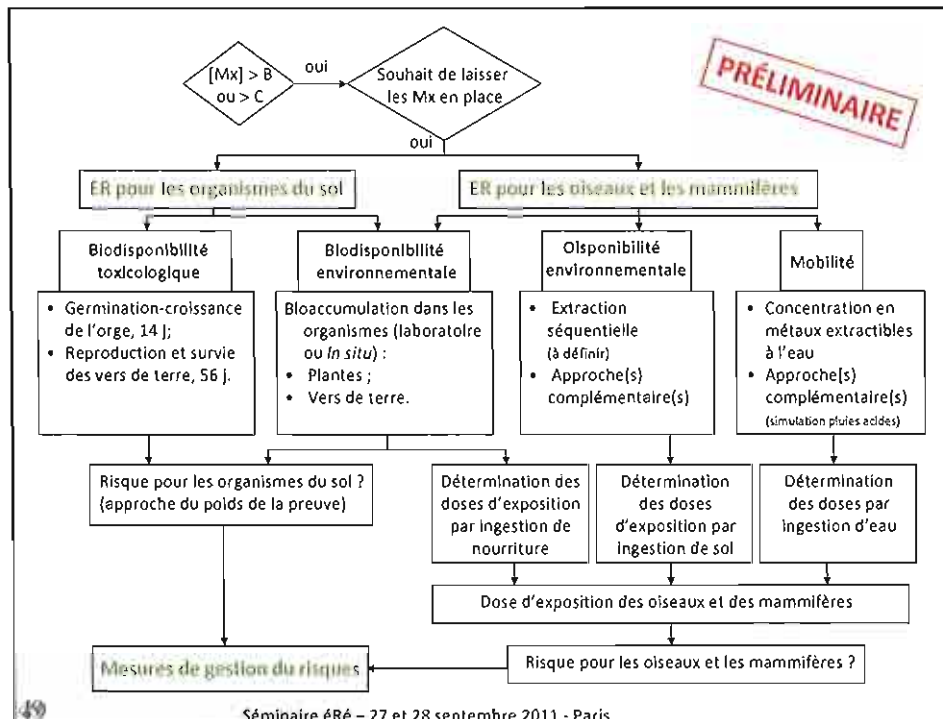 [Mx] > B
ou > C
oui
Souhait de laisser
les Mx en place
PRÉLIMINAIRE
oui
ER pour les organismes du sol
ER pour les oiseaux et les mammifères
Biodisponibilité
toxicologique
• Germination-croissance
de l'orge, 14 j;
• Reproduction et survie
des vers de terre, 56 j.
Biodisponibilité
environnementale
Bioaccumulation dans les
organismes (laboratoire
ou In situ) :
• Plantes ;
• Vers de terre.
Disponibilité
environnementale
• Extraction
séquentielle
(à définir)
• Approche(s)
complémentaire(s)
Mobilité
• Concentration en
métaux extractibles
à l'eau
• Approche(s)
complémentaire(s)
(simulation pluies acides)
Risque pour les organismes du sol ?
(approche du poids de la preuve)
Détermination des
doses d'exposition
par ingestion de
nourriture
Détermination
des doses
d'exposition par
ingestion de sol
Détermination
des doses par
ingestion d'eau
Dose d'exposition des oiseaux et des mammifères
Mesures de gestion du risques
Risque pour les oiseaux et les mammifères ?
49
Séminaire éRé – 27 et 28 septembre 2011 - Paris